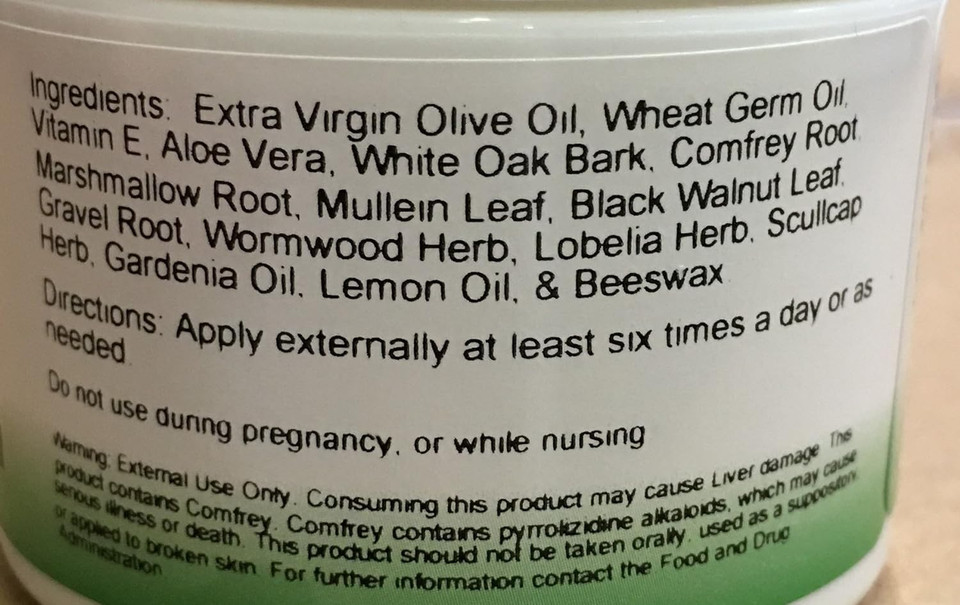 Ingredients: Extra Virgin Olive Oil, Wheat Germ Oil,
Vitamin E, Aloe Vera, White Oak Bark, Comfrey Root,
Marshmallow Root, Mullein Leaf, Black Walnut Leaf,
Gravel Root, Wormwood Herb, Lobelia Herb, Scullcap
Herb, Gardenia Oil, Lemon Oil, & Beeswax
Directions: Apply externally at least six times a day or as
needed.
Do not use during pregnancy, or while nursing
Warning: External Use Only. Consuming this product may cause Liver damage. This
product contains Comfrey. Comfrey contains pyrrolizidine alkaloids, which may cause
serious illness or death. This product should not be taken orally, used as a suppository,
or applied to broken skin. For further information contact the Food and Drug
Administration